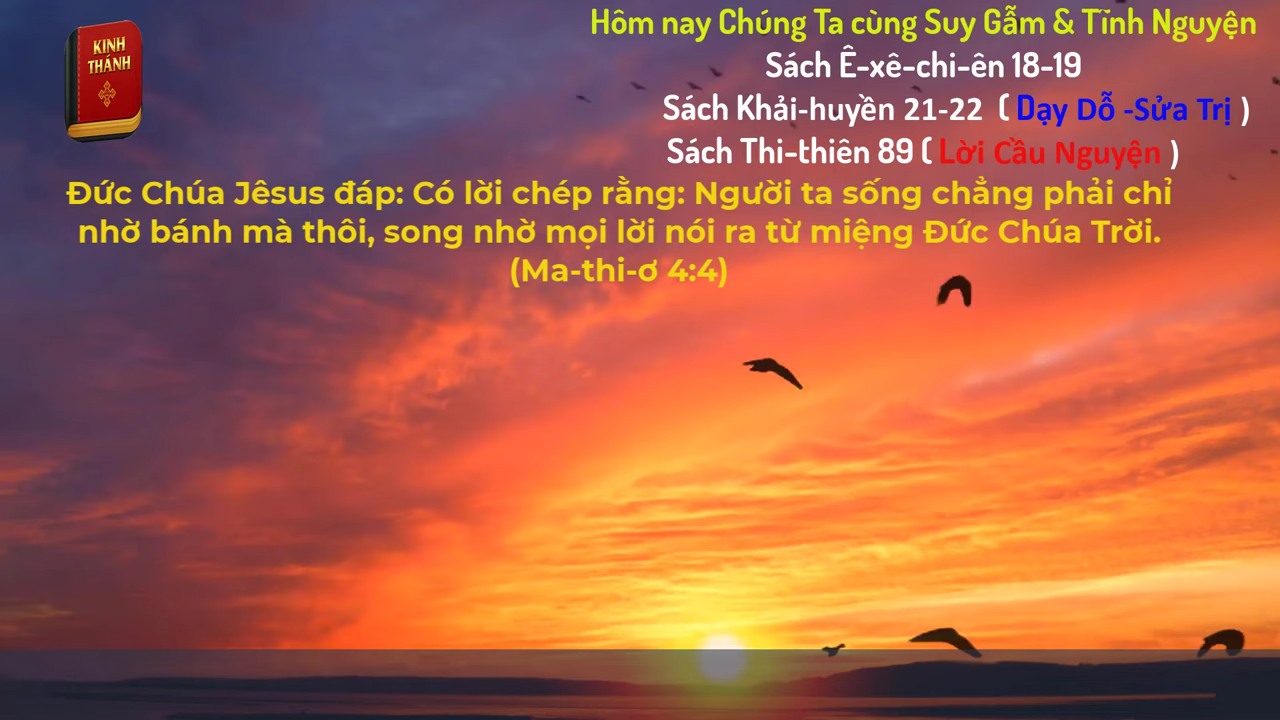 KINH
THÁNH
Hôm nay Chúng Ta cùng Suy Gẫm & Tĩnh Nguyện
Sách Ê-xê-chi-ên 18-19
Sách Khải-huyền 21-22 ( Dạy Dỗ -Sửa Trị )
Sách Thi-thiên 89 ( Lời Cầu Nguyện )
Đức Chúa Jêsus đáp: Có lời chép rằng: Người ta sống chẳng phải chỉ
nhờ bánh mà thôi, song nhờ mọi lời nói ra từ miệng Đức Chúa Trời.
(Ma-thi-ơ 4:4)